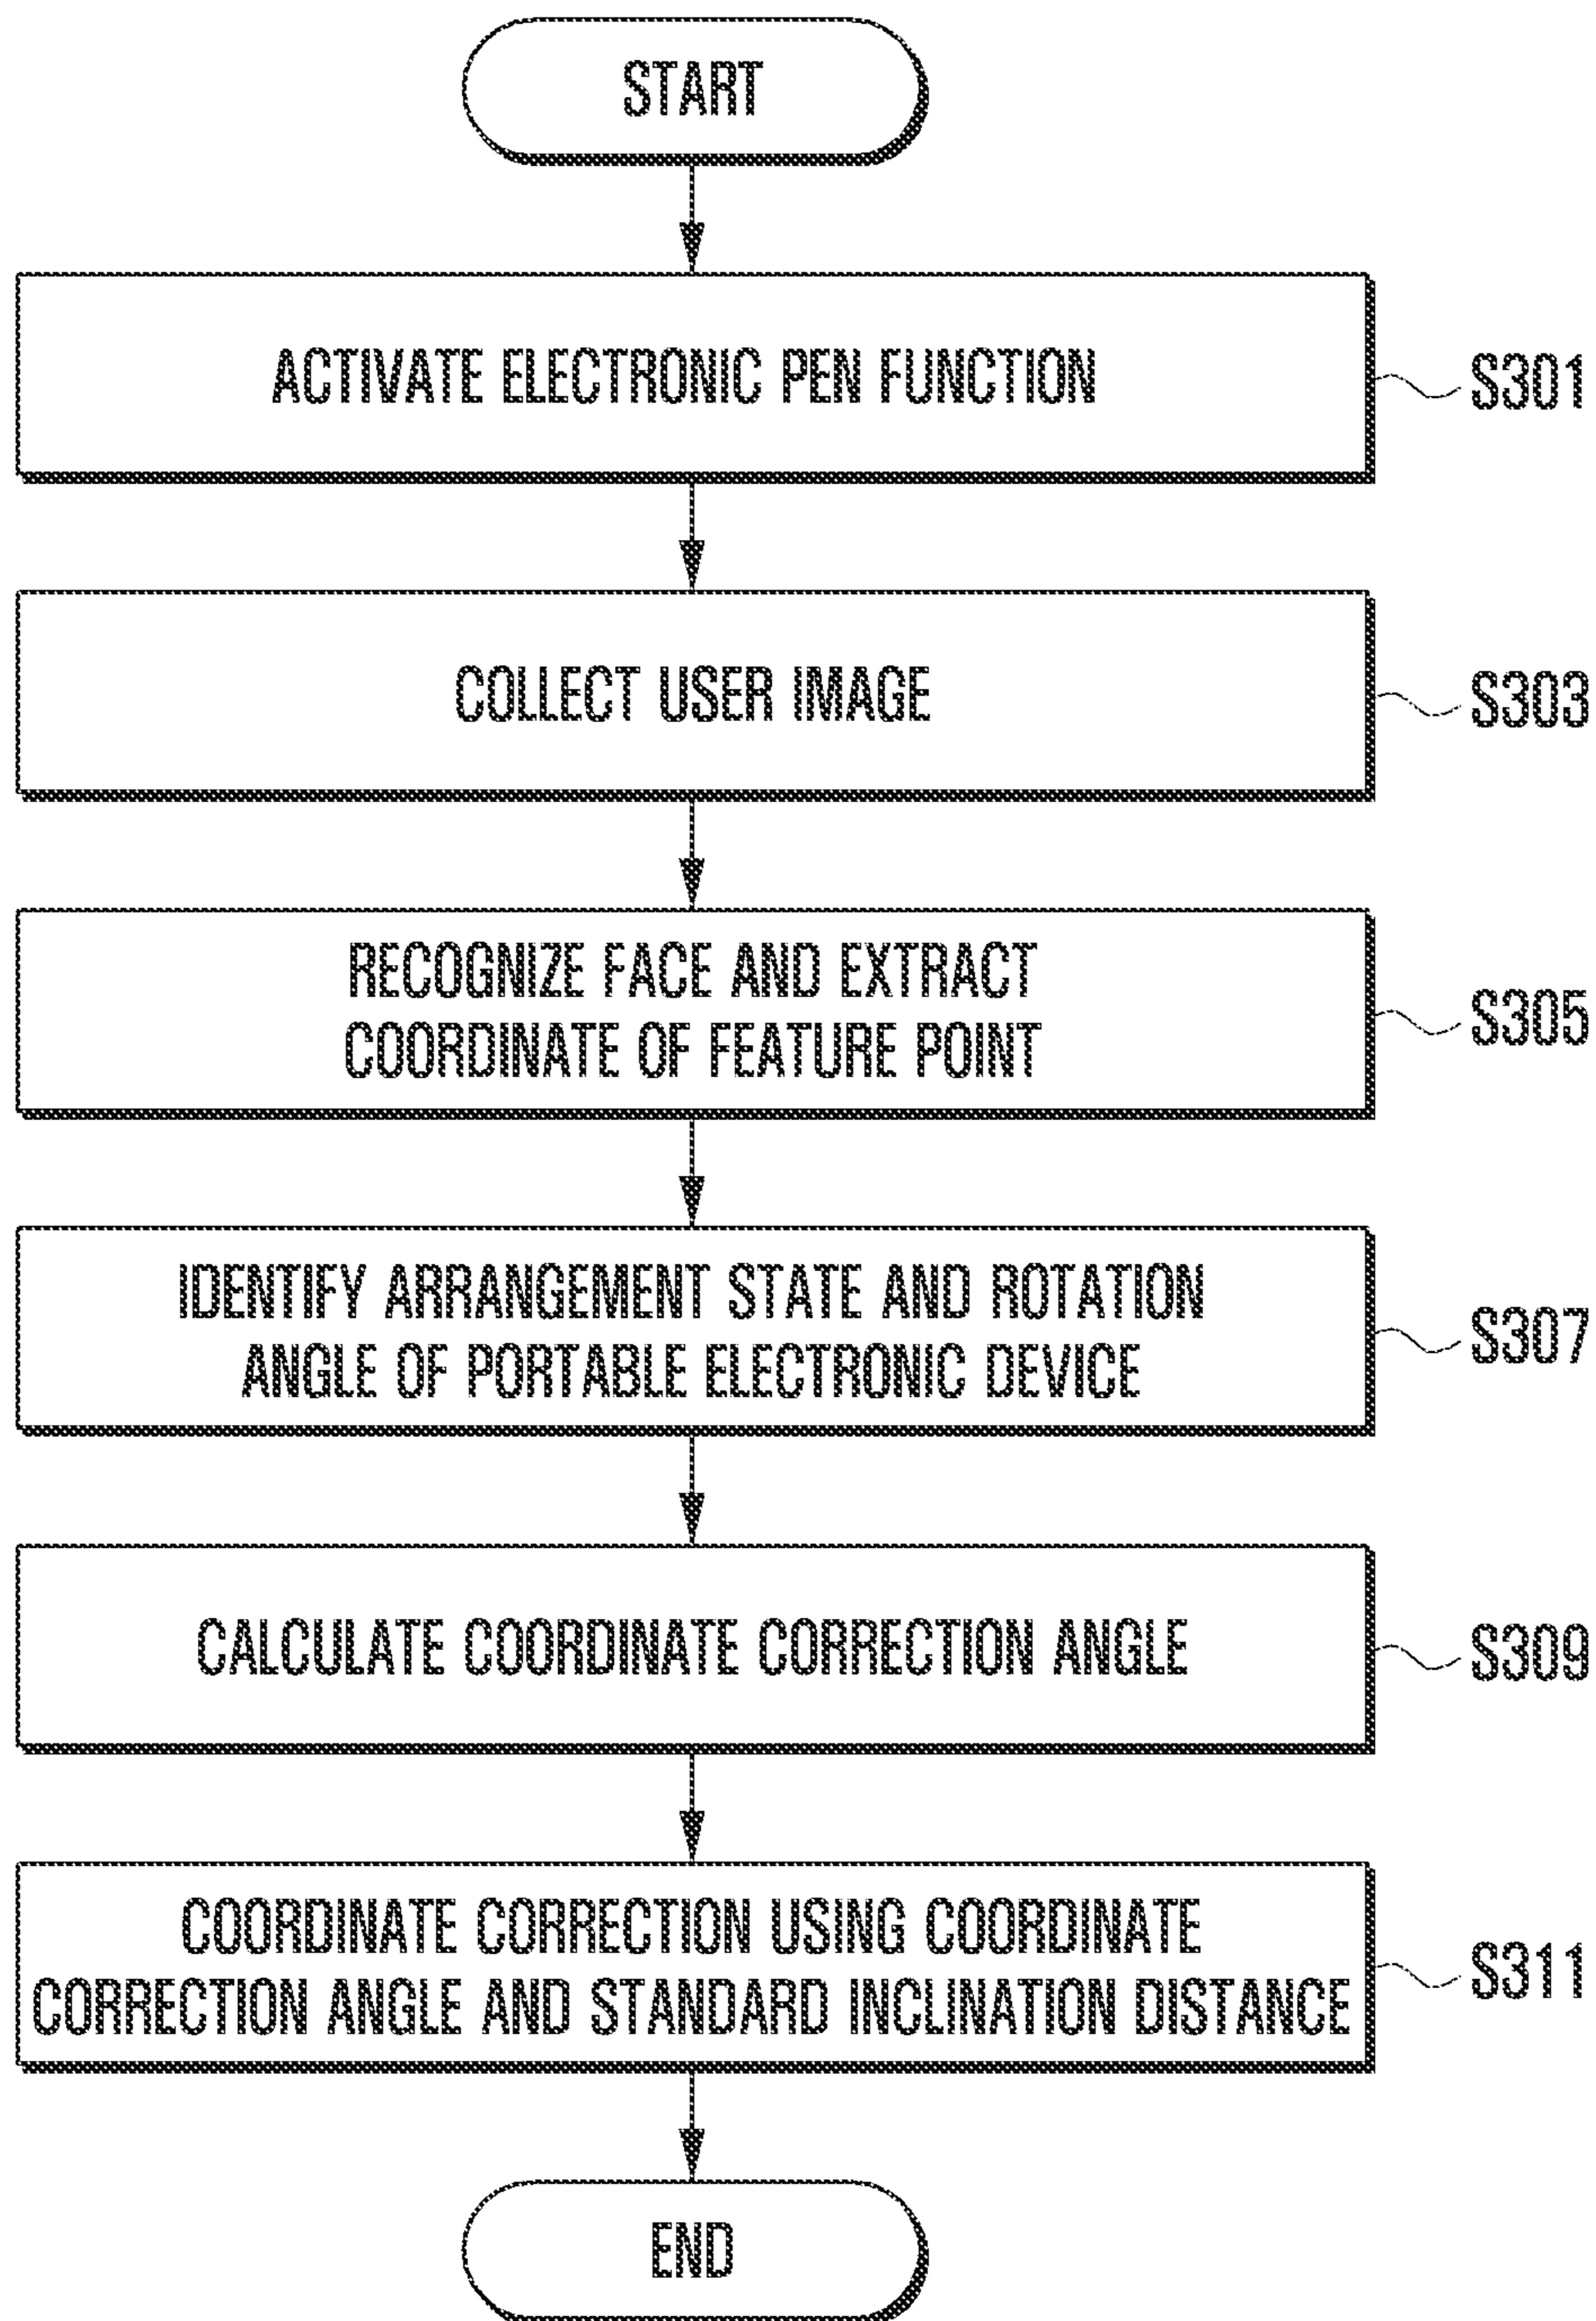 START
ACTIVATE ELECTRONIC PEN FUNCTION
S301
COLLECT USER IMAGE
S303
RECOGNIZE FACE AND EXTRACT
COORDINATE OF FEATURE POINT
S305
IDENTIFY ARRANGEMENT STATE AND ROTATION
ANGLE OF PORTABLE ELECTRONIC DEVICE
S307
CALCULATE COORDINATE CORRECTION ANGLE
S309
COORDINATE CORRECTION USING COORDINATE
CORRECTION ANGLE AND STANDARD INCLINATION DISTANCE
S311
END